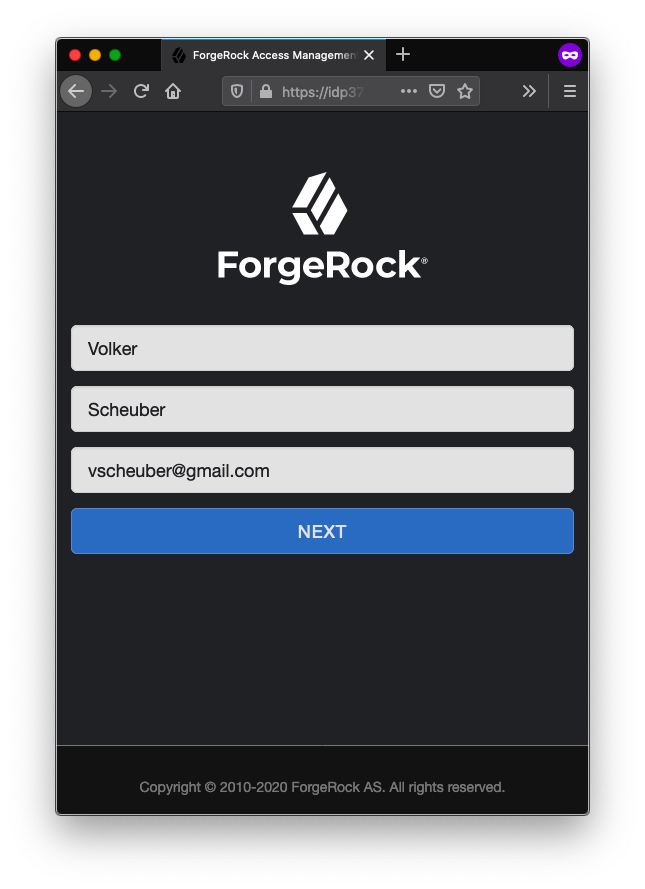 ForgeRock Access Managemen
https://idp37
ForgeRock®
Volker
Scheuber
vscheuber@gmail.com
NEXT
Copyright © 2010-2020 ForgeRock AS. All rights reserved.